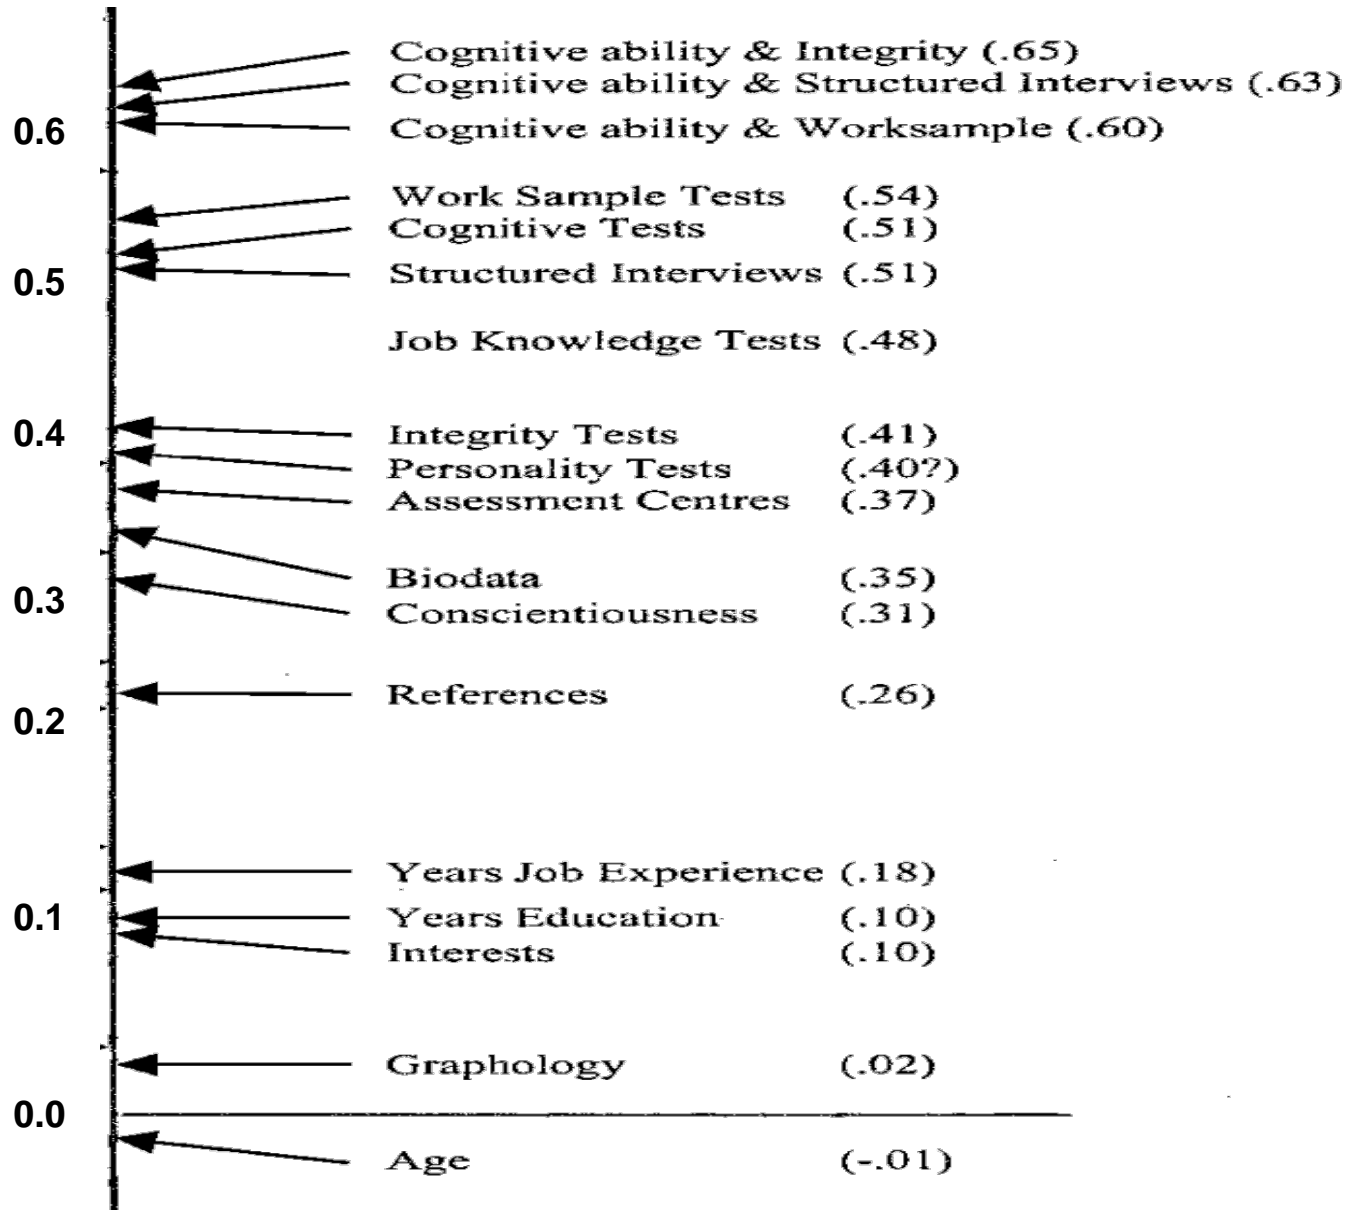 Cognitive ability & Integrity (.65)
Cognitive ability & Structured Interviews (.63)
0.6 Cognitive ability & Worksample (.60)
Work Sample Tests (.54)
Cognitive Tests (.51)
0.5 Structured Interviews (.51)
Job Knowledge Tests (.48)
0.4 Integrity Tests (.41)
Personality Tests (.40?)
Assessment Centres (.37)
Biodata (.35)
0.3 Conscientiousness (.31)
References (.26)
0.2
Years Job Experience (.18)
0.1 Years Education (.10)
Interests (.10)
Graphology (.02)
0.0
Age (-.01)